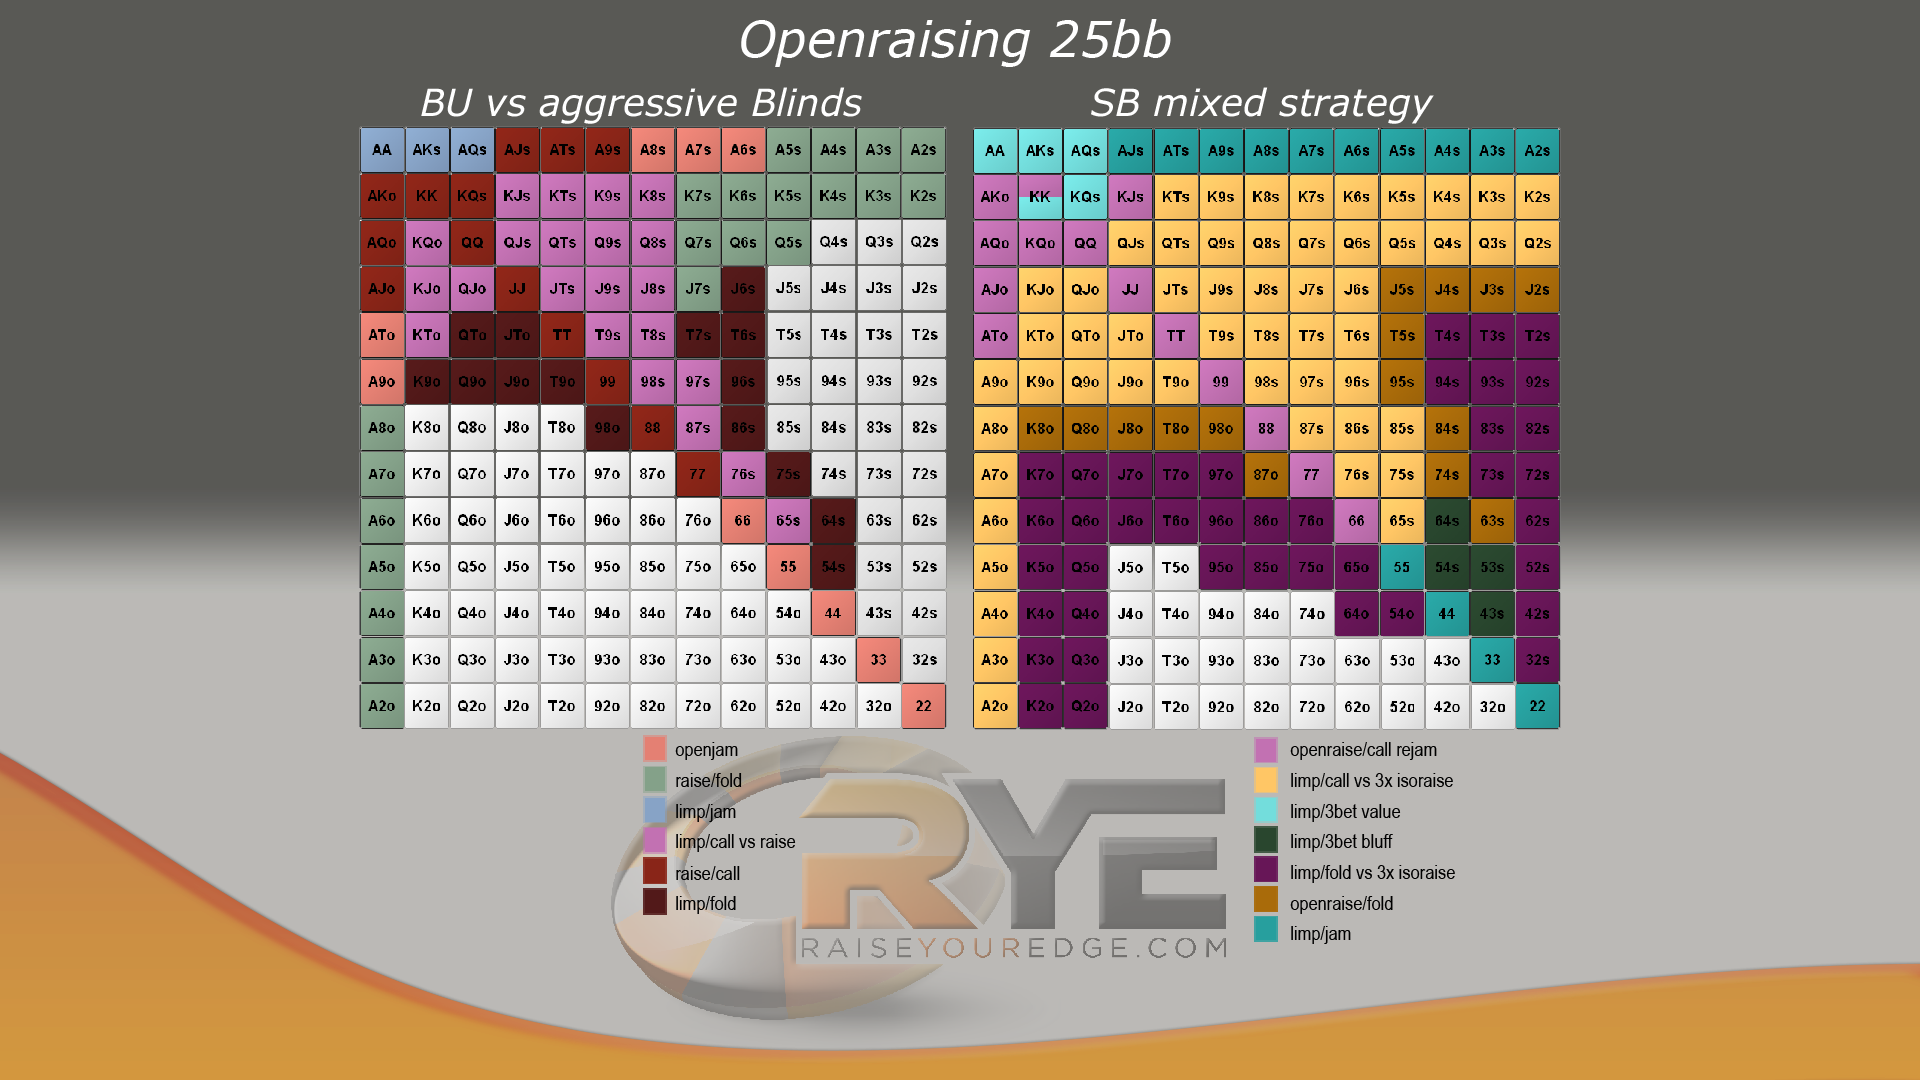 Openraising 25bb
BU vs aggressive Blinds
AA AKs AQs AJs ATs A9s A8s A7s A6s A5s A4s A3s A2s
AKo KK KQs KJs KTs K9s K8s K7s K6s K5s K4s K3s K2s
AQo KQo QQ QJs QTs Q9s Q8s Q7s Q6s Q5s Q4s Q3s Q2s
AJo KJo QJo JJ JTs J9s J8s J7s J6s J5s J4s J3s J2s
ATo KTo QTo JTo TT T9s T8s T7s T6s T5s T4s T3s T2s
A9o K9o Q9o J9o T9o 99 98s 97s 96s 95s 94s 93s 92s
A8o K8o Q8o J8o T8o 98o 88 87s 86s 85s 84s 83s 82s
A7o K7o Q7o J7o T7o 97o 87o 77 76s 75s 74s 73s 72s
A6o K6o Q6o J6o T6o 96o 86o 76o 66 65s 64s 63s 62s
A5o K5o Q5o J5o T5o 95o 85o 75o 65o 55 54s 53s 52s
A4o K4o Q4o J4o T4o 94o 84o 74o 64o 54o 44 43s 42s
A3o K3o Q3o J3o T3o 93o 83o 73o 63o 53o 43o 33 32s
A2o K2o Q2o J2o T2o 92o 82o 72o 62o 52o 42o 32o 22
openjam
raise/fold
limp/jam
limp/call vs raise
raise/call
limp/fold
SB mixed strategy
AA AKs AQs AJs ATs A9s A8s A7s A6s A5s A4s A3s A2s
AKo KK KQs KJs KTs K9s K8s K7s K6s K5s K4s K3s K2s
AQo KQo QQ QJs QTs Q9s Q8s Q7s Q6s Q5s Q4s Q3s Q2s
AJo KJo QJo JJ JTs J9s J8s J7s J6s J5s J4s J3s J2s
ATo KTo QTo JTo TT T9s T8s T7s T6s T5s T4s T3s T2s
A9o K9o Q9o J9o T9o 99 98s 97s 96s 95s 94s 93s 92s
A8o K8o Q8o J8o T8o 98o 88 87s 86s 85s 84s 83s 82s
A7o K7o Q7o J7o T7o 97o 87o 77 76s 75s 74s 73s 72s
A6o K6o Q6o J6o T6o 96o 86o 76o 66 65s 64s 63s 62s
A5o K5o Q5o J5o T5o 95o 85o 75o 65o 55 54s 53s 52s
A4o K4o Q4o J4o T4o 94o 84o 74o 64o 54o 44 43s 42s
A3o K3o Q3o J3o T3o 93o 83o 73o 63o 53o 43o 33 32s
A2o K2o Q2o J2o T2o 92o 82o 72o 62o 52o 42o 32o 22
openraise/call rejam
limp/call vs 3x isoraise
limp/3bet value
limp/3bet bluff
limp/fold vs 3x isoraise
openraise/fold
limp/jam
RYE
RAISEYOUREDGE.COM